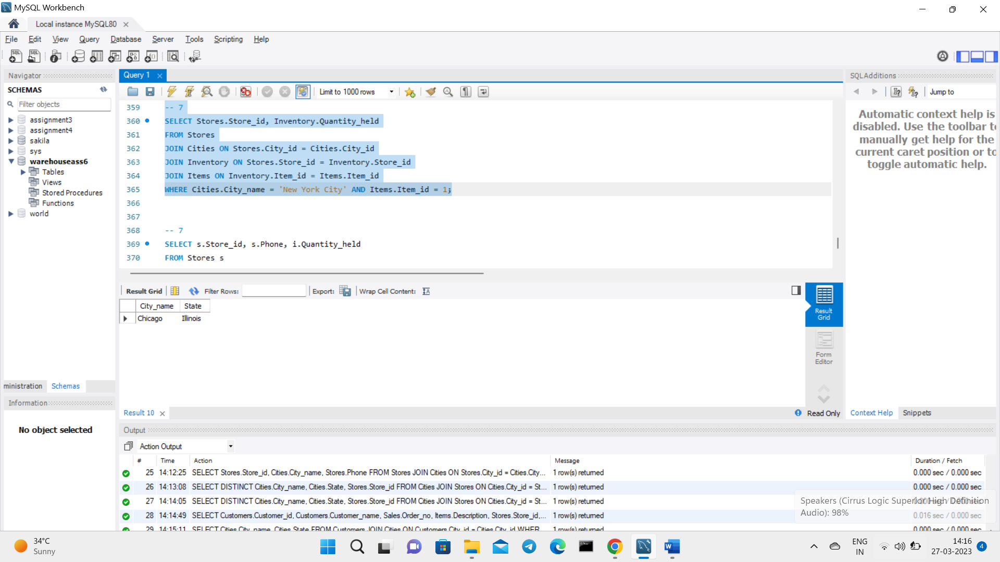 MySQL Workbench
Local instance MySQL80
File Edit View Query Database Server Tools Scripting Help
Navigator
SCHEMAS
Filter objects
assignment3
assignment4
sakila
sys
warehouseass6
Tables
Views
Stored Procedures
Functions
world
ministration Schemas
Information
No object selected
Query 1
Limit to 1000 rows
359 -- 7
360 SELECT Stores.Store_id, Inventory.Quantity_held
361 FROM Stores
362 JOIN Cities ON Stores.City_id = Cities.City_id
363 JOIN Inventory ON Stores.Store_id = Inventory.Store_id
364 JOIN Items ON Inventory.Item_id = Items.Item_id
365 WHERE Cities.City_name = 'New York City' AND Items.Item_id = 1;
366
367
368 -- 7
369 SELECT s.Store_id, s.Phone, i.Quantity_held
370 FROM Stores s
Result Grid Filter Rows: Export: Wrap Cell Content:
City_name State
Chicago Illinois
Result Grid
Form Editor
Result 10
Read Only
SQLAdditions
Jump to
Automatic context help is
disabled. Use the toolbar to
manually get help for the
current caret position or to
toggle automatic help.
Context Help Snippets
Output
Action Output
# Time Action Message Duration / Fetch
25 14:12:25 SELECT Stores.Store_id, Cities.City_name, Stores.Phone FROM Stores JOIN Cities ON Stores.City_id = Cities.City... 1 row(s) returned 0.000 sec / 0.000 sec
26 14:13:08 SELECT DISTINCT Cities.City_name, Cities.State, Stores.Store_id FROM Cities JOIN Stores ON Cities.City_id = St... 1 row(s) returned 0.000 sec / 0.000 sec
27 14:14:05 SELECT DISTINCT Cities.City_name, Cities.State, Stores.Store_id FROM Cities JOIN Stores ON Cities.City_id = St... 1 row(s) returned
28 14:14:49 SELECT Customers.Customer_id, Customers.Customer_name, Sales.Order_no, Items.Description, Stores.Store_id,... 1 row(s) returned 0.016 sec / 0.000 sec
29 14:15:11 SELECT Cities.City_name, Cities.State FROM Customers JOIN Cities ON Customers.City_id = Cities.City_id WHER... 1 row(s) returned 0.000 sec / 0.000 sec
Speakers (Cirrus Logic Superior High Definition
Audio): 98%
34°C
Sunny
ENG
IN
14:16
27-03-2023
4